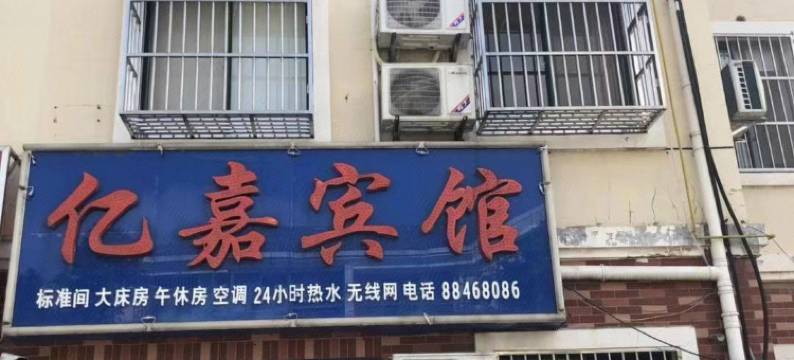 亿嘉宾馆
标准间 大床房 午休房 空调 24小时热水 无线网 电话 88468086